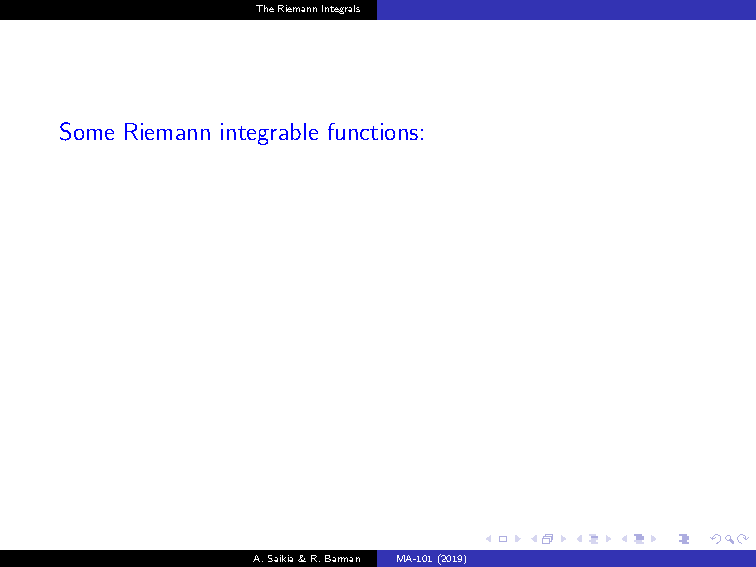 The Riemann Integrals
Some Riemann integrable functions:
A. Saikia & R. Barman MA-101 (2019)